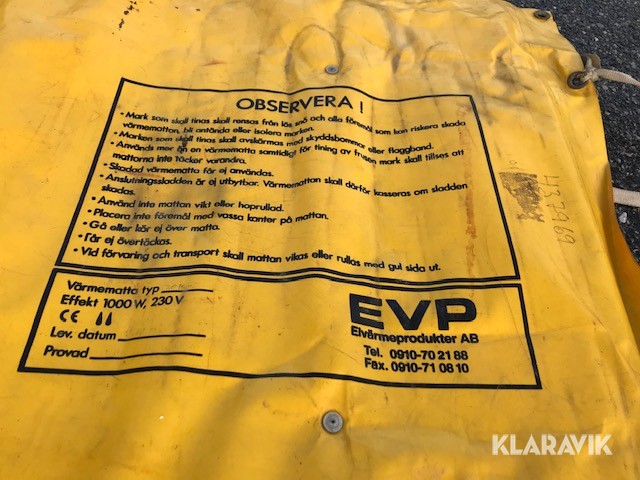 OBSERVERA !
• Mark som skall tinas skall rensas från lös snö och alla föremål som kan riskera skada
värmemattan, bli antända eller isolera marken.
• Marken som skall tinas skall avskärmas med skyddsbommar eller flaggband.
• Används mer än en värmematta samtidigt för tining av frusen mark skall tillses att
mattorna inte täcker varandra.
• Skadad värmematta får ej användas.
• Anslutningssladden är ej utbytbar. Värmemattan skall därför kasseras om sladden
skadas.
• Använd inte mattan vikt eller hoprullad.
• Placera inte föremål med vassa kanter på mattan.
• Gå eller kör ej över matta.
• Får ej övertäckas.
• Vid förvaring och transport skall mattan vikas eller rullas med gul sida ut.
Värmematta typ
Effekt 1000 W, 230 V
CE
Lev. datum
Provad
EVP
Elvärmeprodukter AB
Tel. 0910-70 21 88
Fax. 0910-71 08 10
KLARAVIK